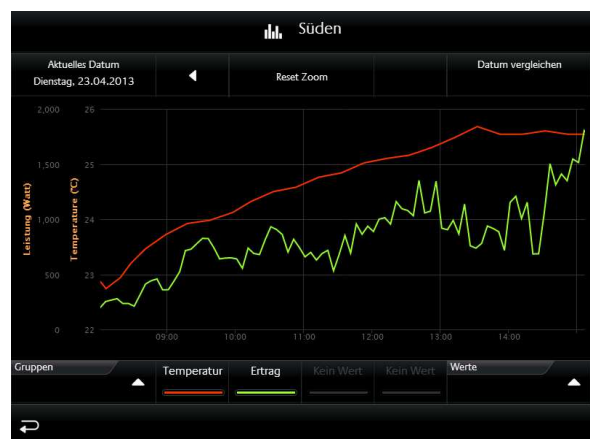 Süden
Aktuelles Datum
Dienstag, 23.04.2013
Reset Zoom
Datum vergleichen
Leistung (Watt)
Temperature (°C)
2,000
1,500
1,000
500
0
26
25
24
23
22
09:00 10:00 11:00 12:00 13:00 14:00
Gruppen
Temperatur
Ertrag
Kein Wert
Kein Wert
Werte